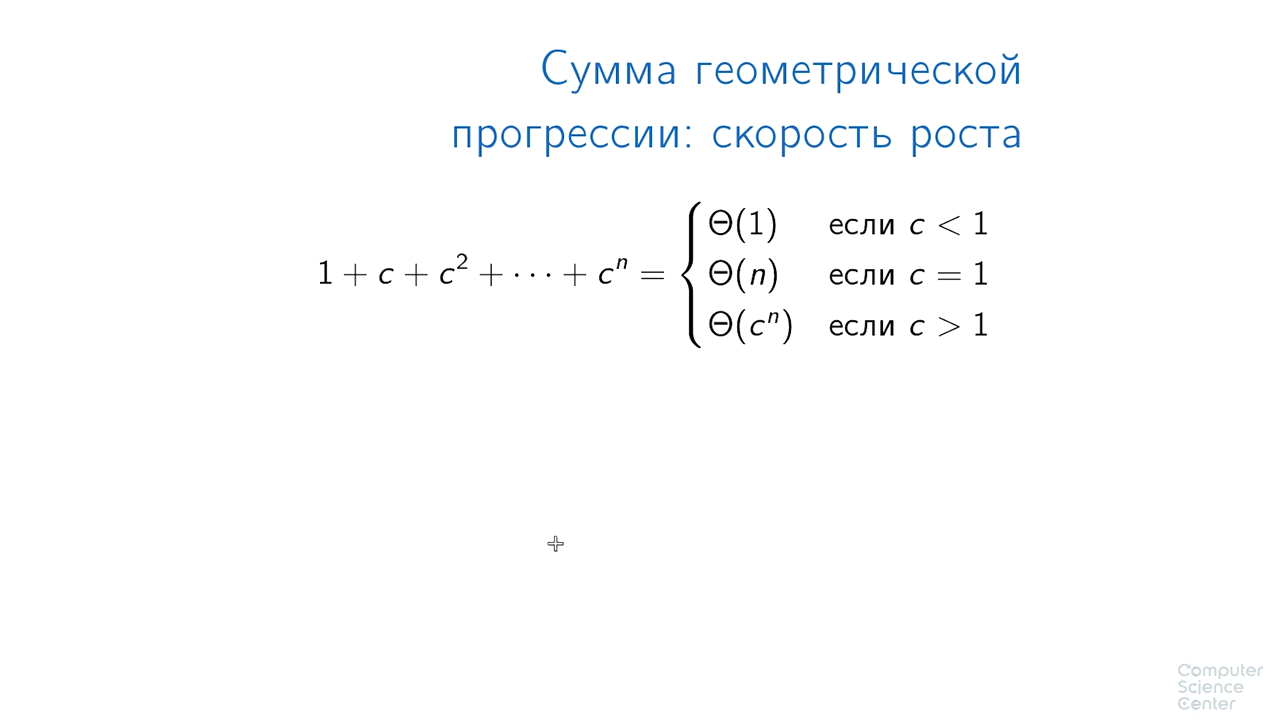 Сумма геометрической
прогрессии: скорость роста
Θ(1) если c < 1
1 + c + c² + · · · + cⁿ = { Θ(n) если c = 1
Θ(cⁿ) если c > 1
Computer
Science
Center